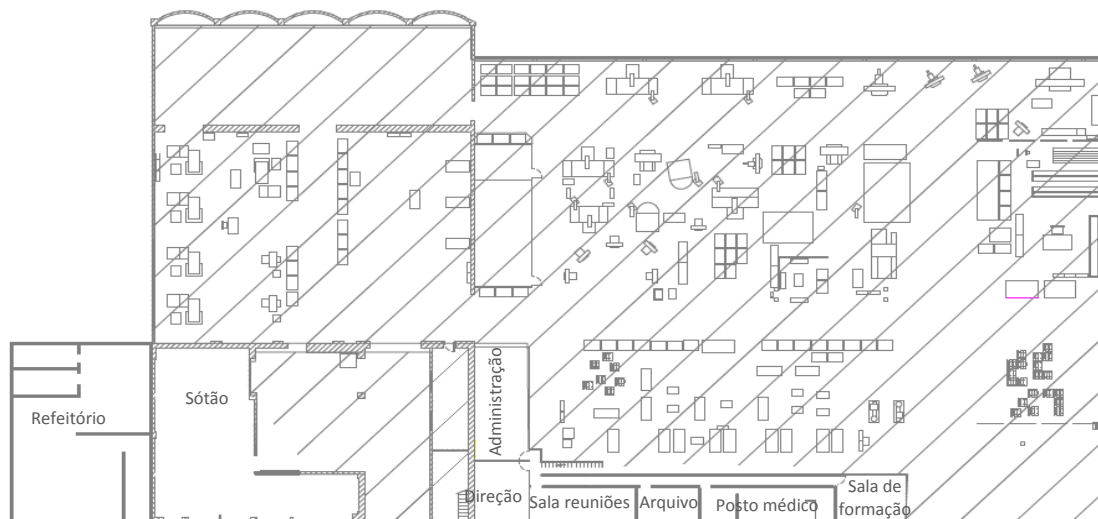 Administração
Sótão
Refeitório
Direção
Sala reuniões
Arquivo
Posto médico
Sala de
formação